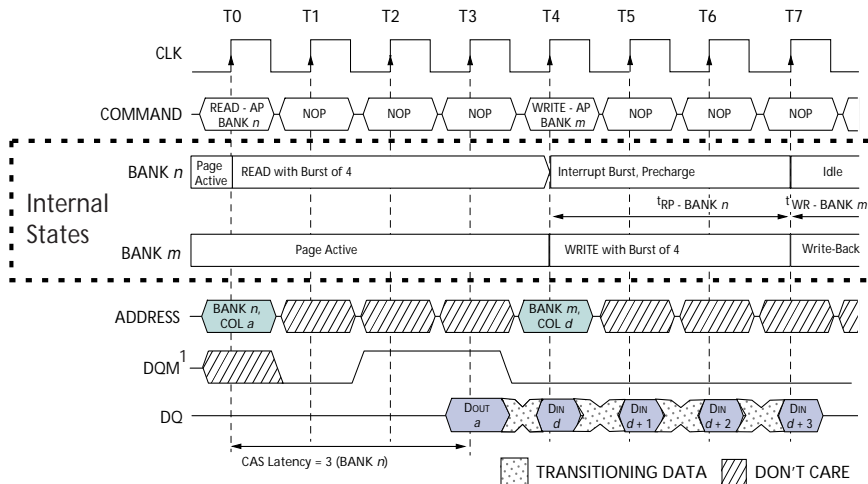 T0 T1 T2 T3 T4 T5 T6 T7
CLK
COMMAND READ - AP BANK n NOP NOP NOP WRITE - AP BANK m NOP NOP NOP
Internal States
BANK n Page Active READ with Burst of 4 Interrupt Burst, Precharge Idle
tRP - BANK n tWR - BANK m
BANK m Page Active WRITE with Burst of 4 Write-Back
ADDRESS BANK n, COL a BANK m, COL d
DQM1
DQ DOUT a DIN d DIN d + 1 DIN d + 2 DIN d + 3
CAS Latency = 3 (BANK n)
TRANSITIONING DATA DON'T CARE